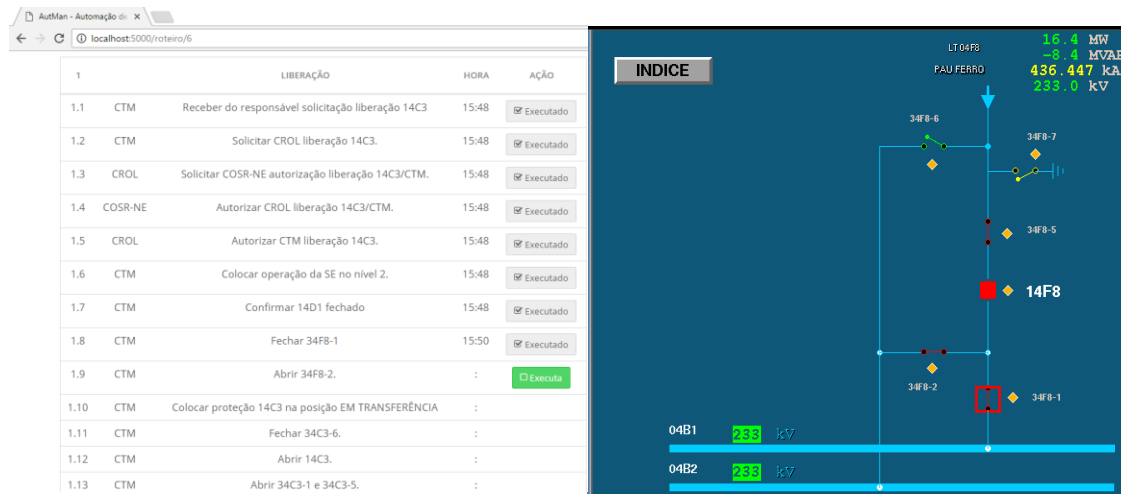 AutMan - Automação de
localhost:5000/roteiro/6
1 LIBERAÇÃO HORA AÇÃO
1.1 CTM Receber do responsável solicitação liberação 14C3 15:48 Executado
1.2 CTM Solicitar CROL liberação 14C3. 15:48 Executado
1.3 CROL Solicitar COSR-NE autorização liberação 14C3/CTM. 15:48 Executado
1.4 COSR-NE Autorizar CROL liberação 14C3/CTM. 15:48 Executado
1.5 CROL Autorizar CTM liberação 14C3. 15:48 Executado
1.6 CTM Colocar operação da SE no nível 2. 15:48 Executado
1.7 CTM Confirmar 14D1 fechado 15:48 Executado
1.8 CTM Fechar 34F8-1 15:50 Executado
1.9 CTM Abrir 34F8-2. : Executa
1.10 CTM Colocar proteção 14C3 na posição EM TRANSFERÊNCIA :
1.11 CTM Fechar 34C3-6. :
1.12 CTM Abrir 14C3. :
1.13 CTM Abrir 34C3-1 e 34C3-5. :
INDICE
LT 04F8
PAU FERRO
16.4 MW
-8.4 MVAR
436.447 kA
233.0 kV
34F8-6
34F8-7
34F8-5
14F8
34F8-2
34F8-1
04B1 233 kV
04B2 233 kV